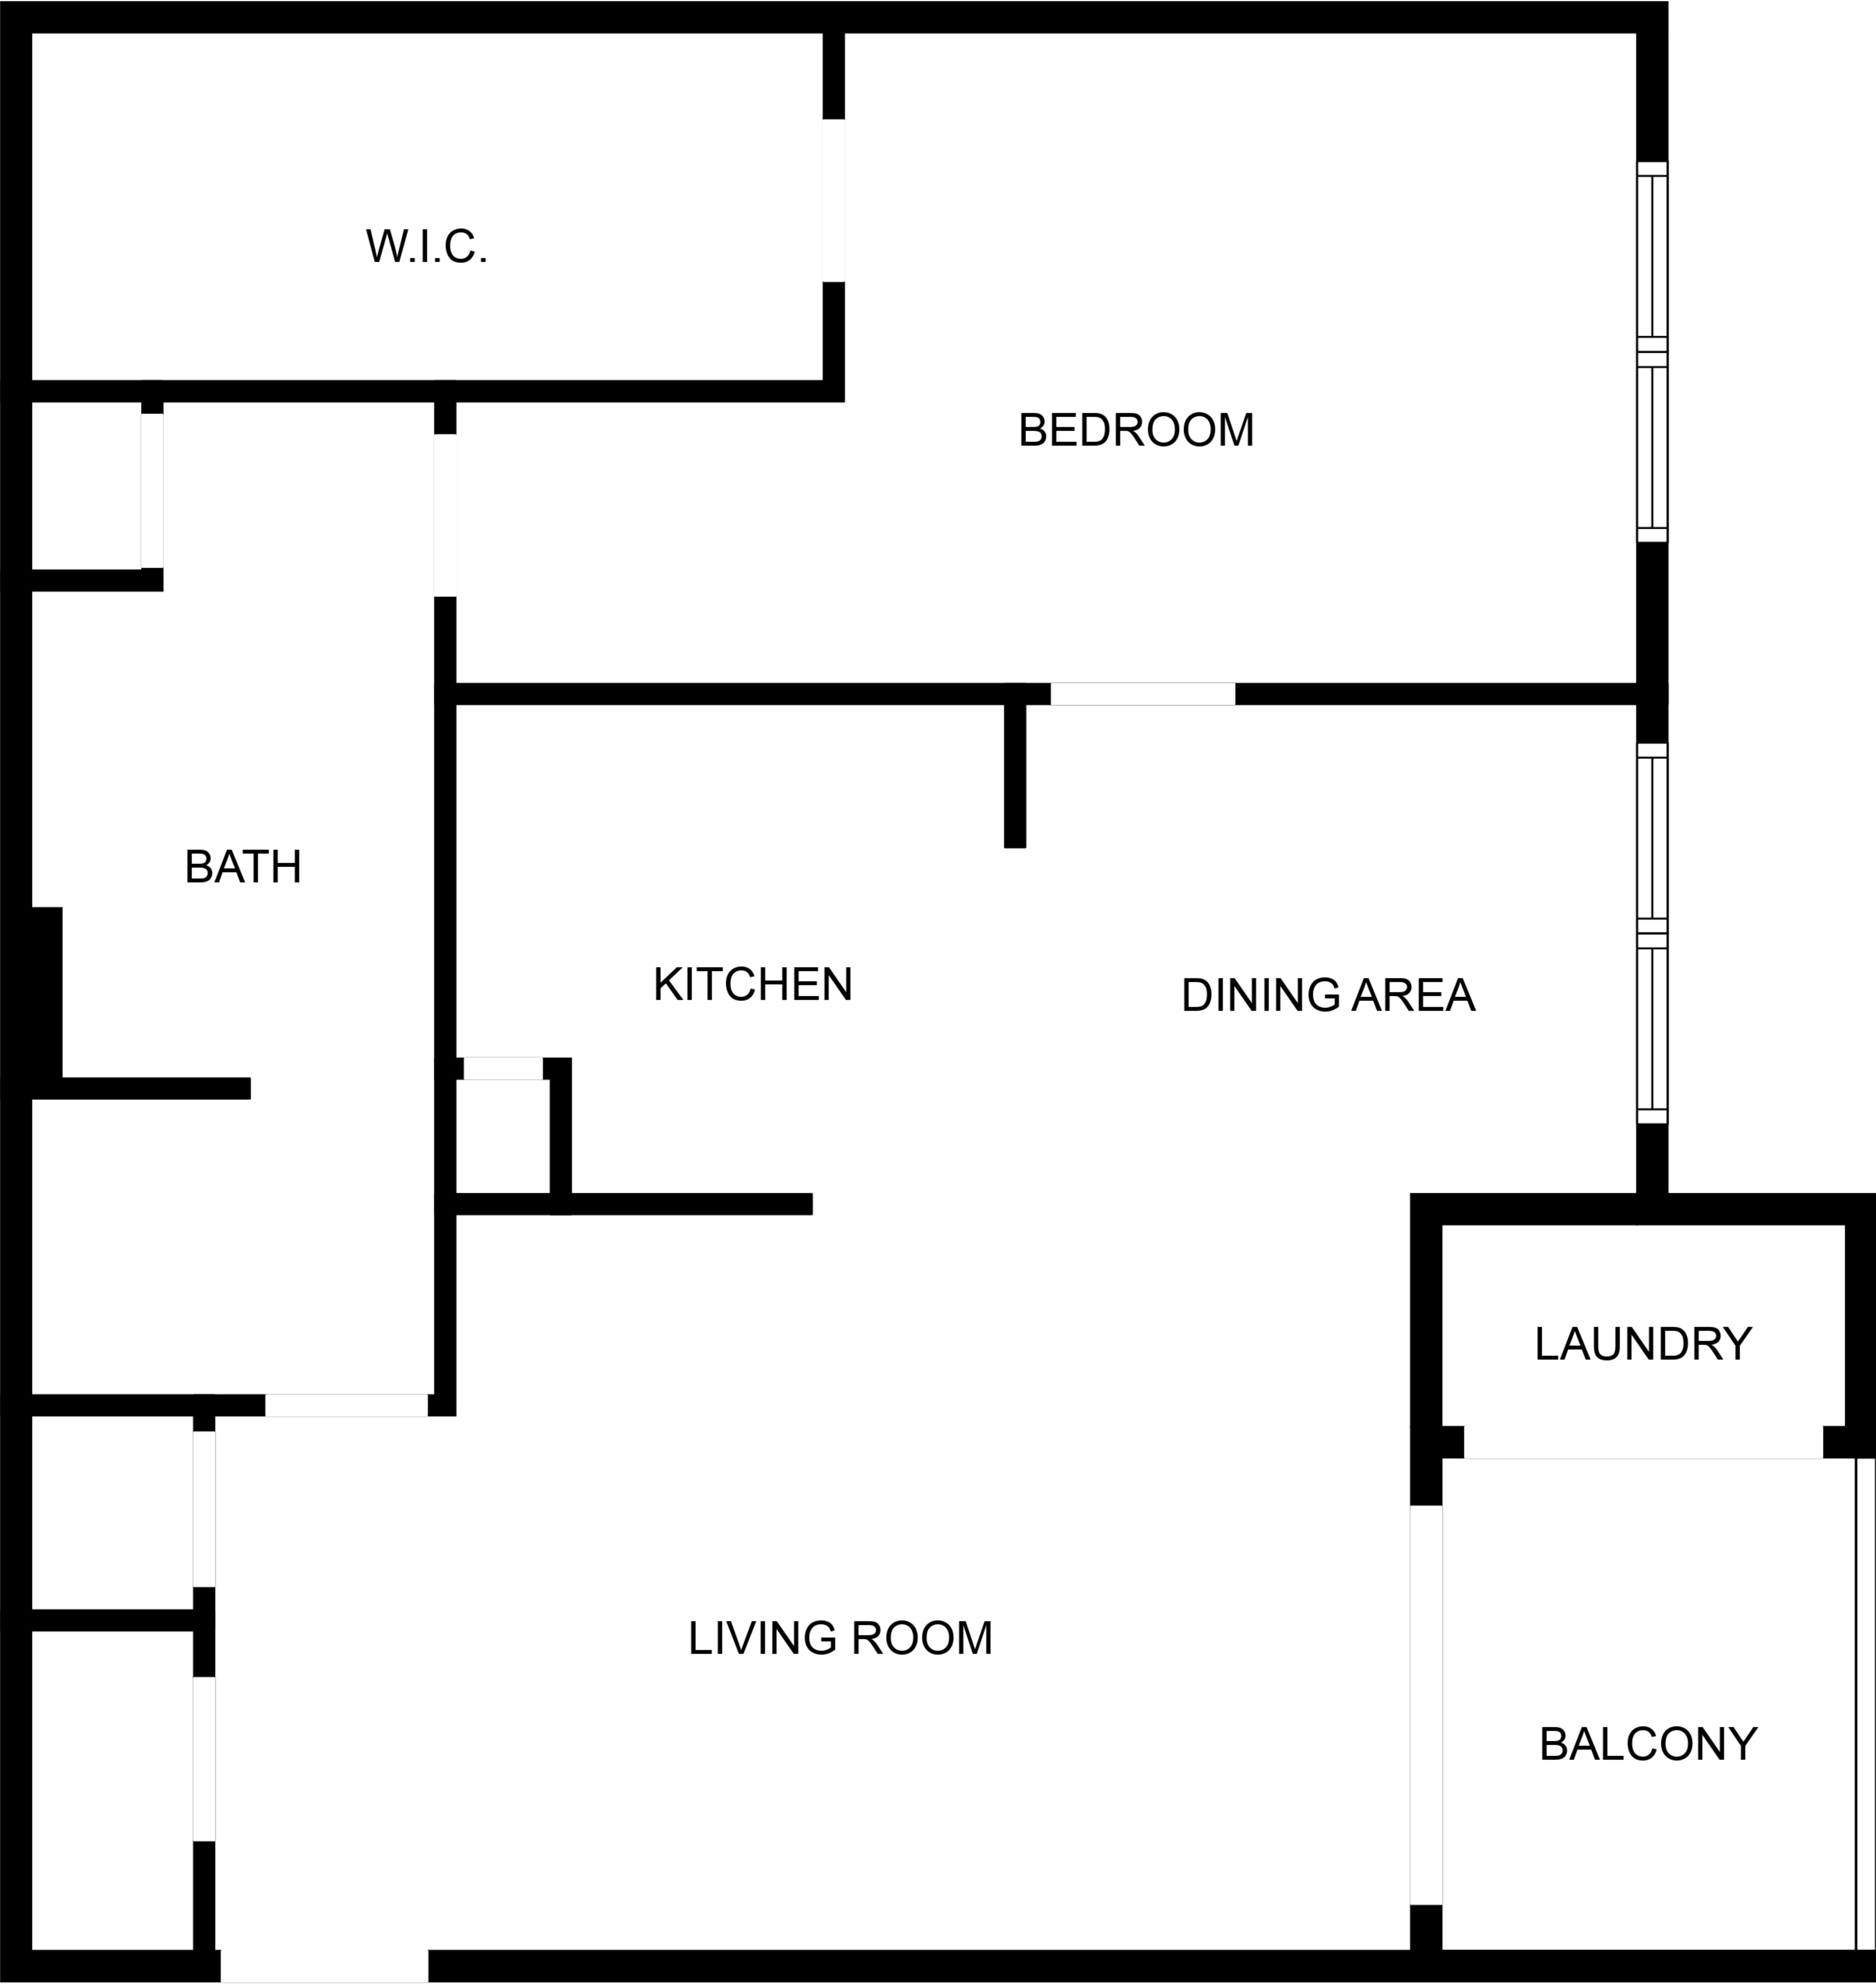 W.I.C.
BEDROOM
BATH
KITCHEN
DINING AREA
LAUNDRY
LIVING ROOM
BALCONY